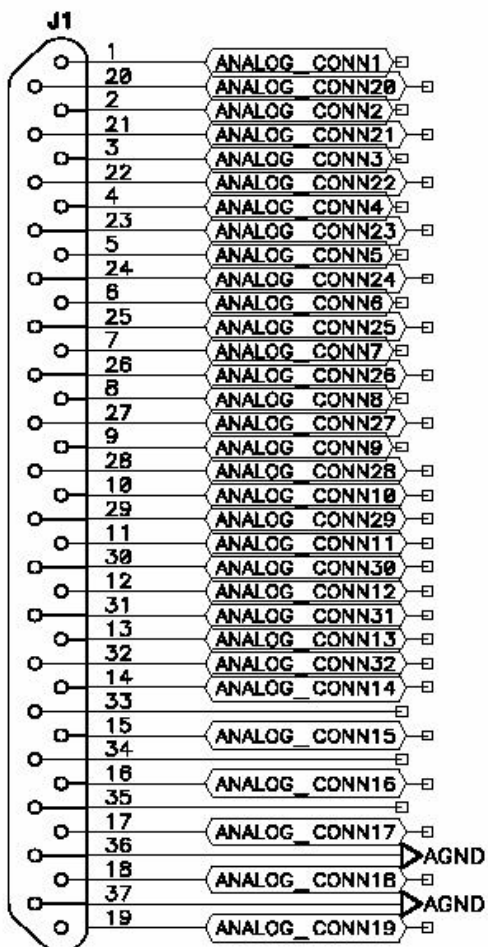 J1
1 ANALOG_CONN1
20 ANALOG_CONN20
2 ANALOG_CONN2
21 ANALOG_CONN21
3 ANALOG_CONN3
22 ANALOG_CONN22
4 ANALOG_CONN4
23 ANALOG_CONN23
5 ANALOG_CONN5
24 ANALOG_CONN24
6 ANALOG_CONN6
25 ANALOG_CONN25
7 ANALOG_CONN7
26 ANALOG_CONN26
8 ANALOG_CONN8
27 ANALOG_CONN27
9 ANALOG_CONN9
28 ANALOG_CONN28
10 ANALOG_CONN10
29 ANALOG_CONN29
11 ANALOG_CONN11
30 ANALOG_CONN30
12 ANALOG_CONN12
31 ANALOG_CONN31
13 ANALOG_CONN13
32 ANALOG_CONN32
14 ANALOG_CONN14
33
15 ANALOG_CONN15
34
16 ANALOG_CONN16
35
17 ANALOG_CONN17
36 AGND
18 ANALOG_CONN18
37 AGND
19 ANALOG_CONN19